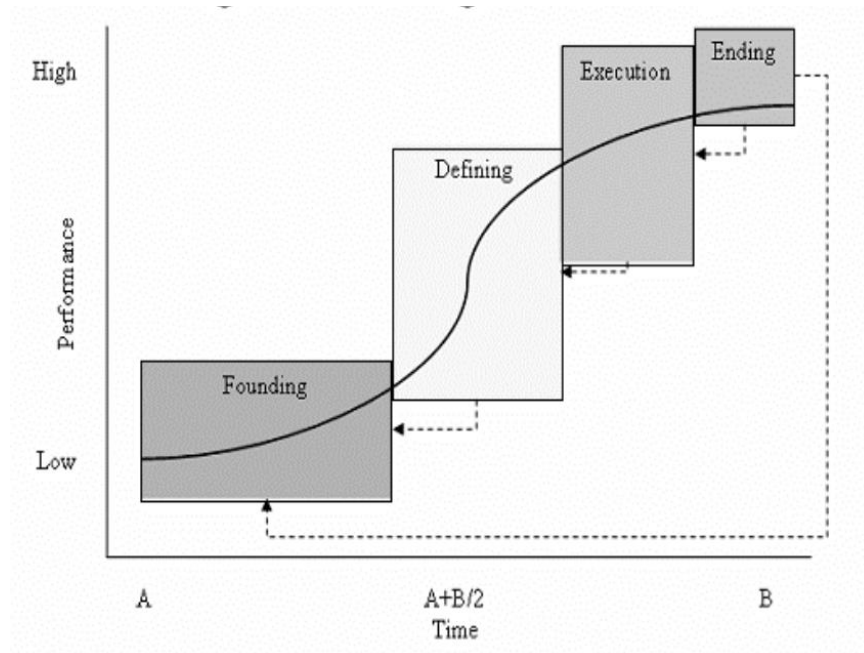 High
Ending
Execution
Defining
Performance
Founding
Low
A
A+B/2
B
Time